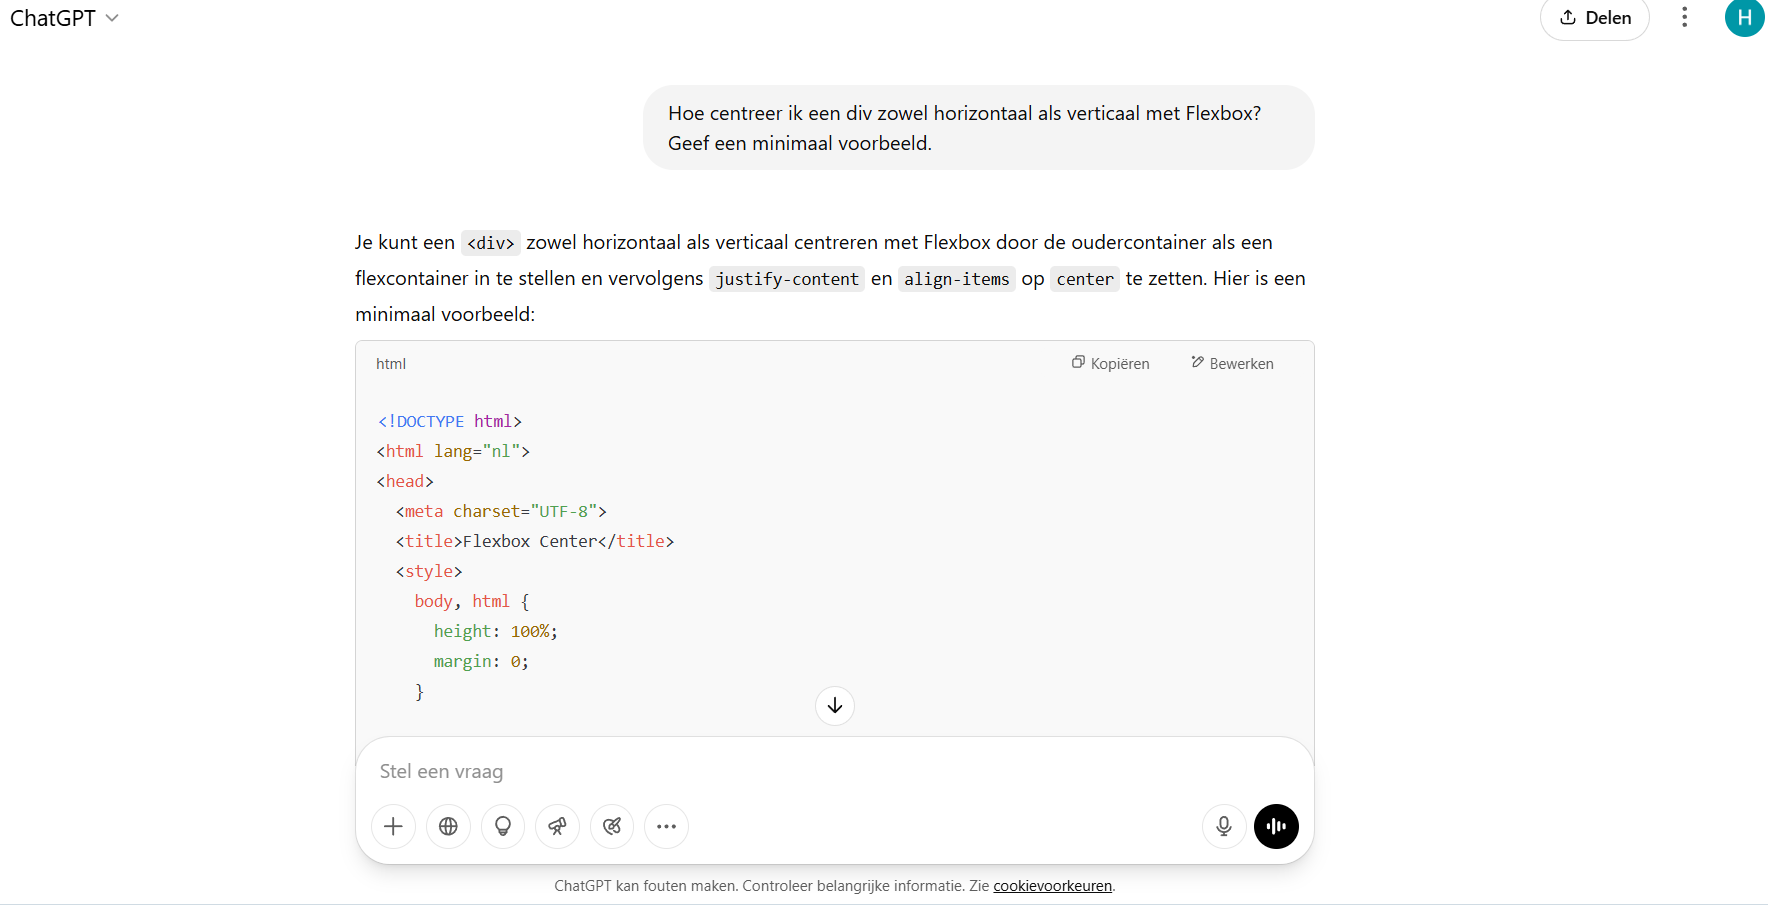 ChatGPT
Delen
H
Hoe centreer ik een div zowel horizontaal als verticaal met Flexbox?
Geef een minimaal voorbeeld.
Je kunt een <div> zowel horizontaal als verticaal centreren met Flexbox door de oudercontainer als een
flexcontainer in te stellen en vervolgens justify-content en align-items op center te zetten. Hier is een
minimaal voorbeeld:
html
Kopiëren
Bewerken
<!DOCTYPE html>
<html lang="nl">
<head>
  <meta charset="UTF-8">
  <title>Flexbox Center</title>
  <style>
    body, html {
      height: 100%;
      margin: 0;
    }
Stel een vraag
ChatGPT kan fouten maken. Controleer belangrijke informatie. Zie cookievoorkeuren.